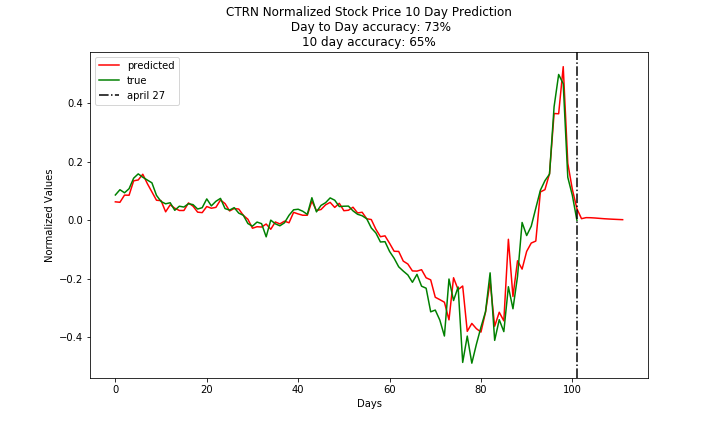 CTRN Normalized Stock Price 10 Day Prediction
Day to Day accuracy: 73%
10 day accuracy: 65%
predicted
true
april 27
Normalized Values
0.4
0.2
0.0
−0.2
−0.4
0
20
40
60
80
100
Days